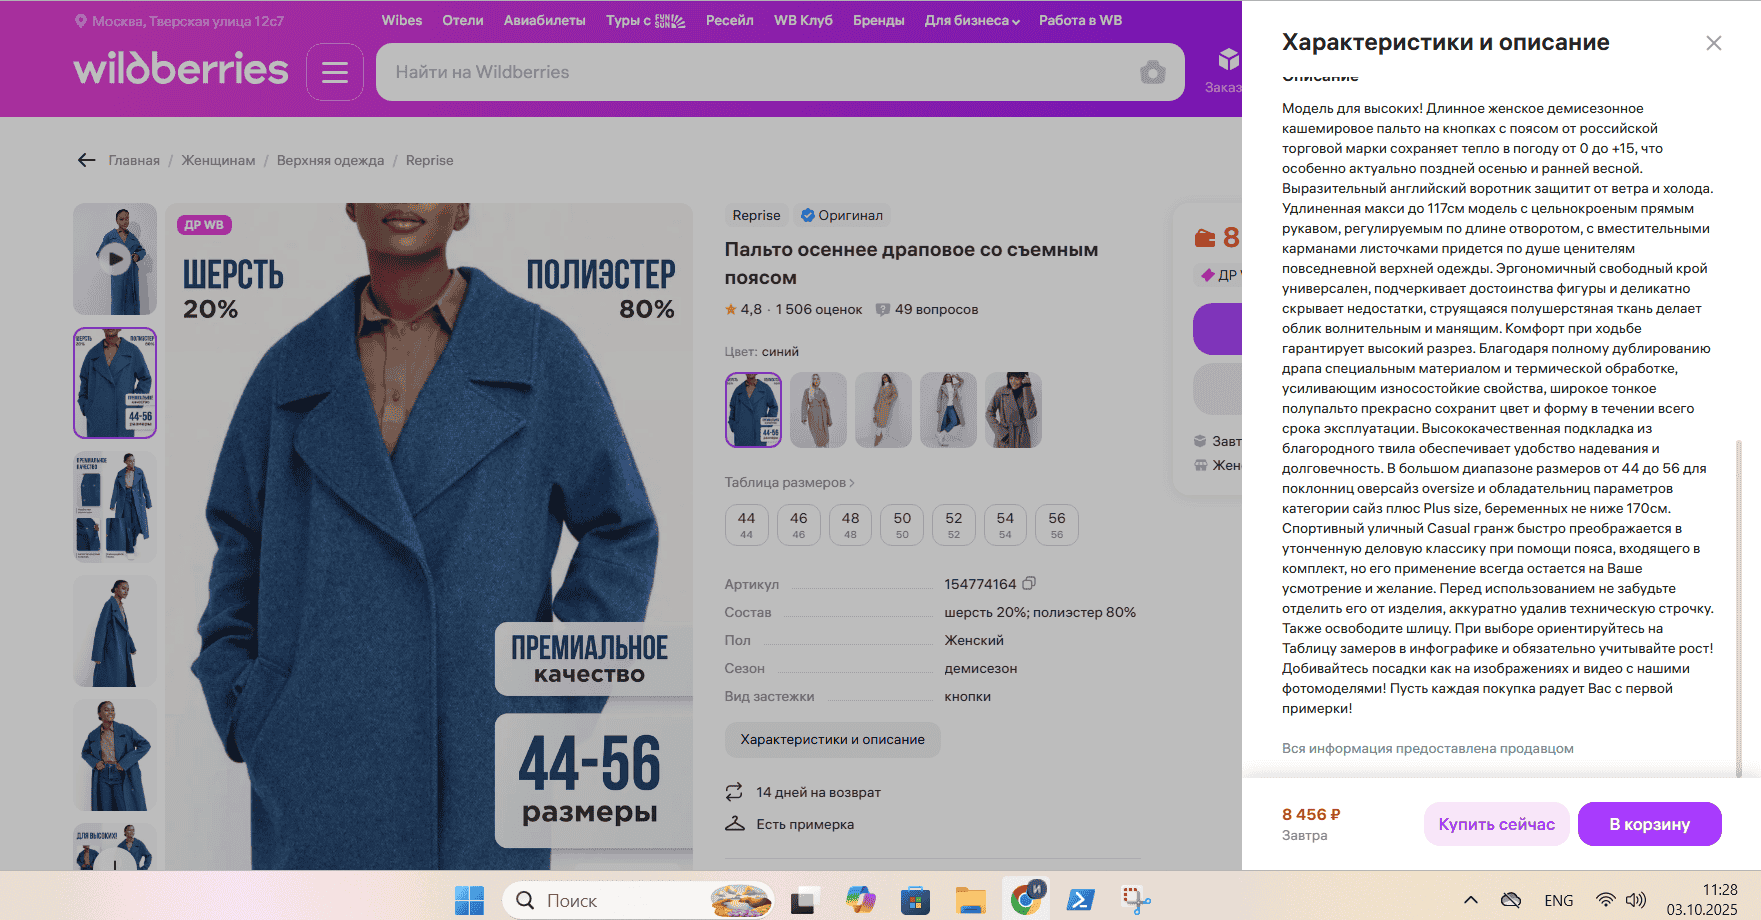 Москва, Тверская улица 12с7
Wibes Отели Авиабилеты Туры с FUN SUN Ресейл WB Клуб Бренды Для бизнеса Работа в WB
wildberries
Найти на Wildberries
Заказ
Главная / Женщинам / Верхняя одежда / Reprise
ДР WB
ШЕРСТЬ
20%
ПОЛИЭСТЕР
80%
ПРЕМИАЛЬНОЕ
качество
44-56
размеры
Reprise
Оригинал
Пальто осеннее драповое со съемным
поясом
4,8 · 1 506 оценок 49 вопросов
Цвет: синий
Таблица размеров
44 46 48 50 52 54 56
44 46 48 50 52 54 56
Артикул 154774164
Состав шерсть 20%; полиэстер 80%
Пол Женский
Сезон демисезон
Вид застежки кнопки
Характеристики и описание
14 дней на возврат
Есть примерка
8
ДР
Завт
Жен
Характеристики и описание
Описание
Модель для высоких! Длинное женское демисезонное
кашемировое пальто на кнопках с поясом от российской
торговой марки сохраняет тепло в погоду от 0 до +15, что
особенно актуально поздней осенью и ранней весной.
Выразительный английский воротник защитит от ветра и холода.
Удлиненная макси до 117см модель с цельнокроеным прямым
рукавом, регулируемым по длине отворотом, с вместительными
карманами листочками придется по душе ценителям
повседневной верхней одежды. Эргономичный свободный крой
универсален, подчеркивает достоинства фигуры и деликатно
скрывает недостатки, струящаяся полушерстяная ткань делает
облик волнительным и манящим. Комфорт при ходьбе
гарантирует высокий разрез. Благодаря полному дублированию
драпа специальным материалом и термической обработке,
усиливающим износостойкие свойства, широкое тонкое
полупальто прекрасно сохранит цвет и форму в течении всего
срока эксплуатации. Высококачественная подкладка из
благородного твила обеспечивает удобство надевания и
долговечность. В большом диапазоне размеров от 44 до 56 для
поклонниц оверсайз oversize и обладательниц параметров
категории сайз плюс Plus size, беременных не ниже 170см.
Спортивный уличный Casual гранж быстро преображается в
утонченную деловую классику при помощи пояса, входящего в
комплект, но его применение всегда остается на Ваше
усмотрение и желание. Перед использованием не забудьте
отделить его от изделия, аккуратно удалив техническую строчку.
Также освободите шлицу. При выборе ориентируйтесь на
Таблицу замеров в инфографике и обязательно учитывайте рост!
Добивайтесь посадки как на изображениях и видео с нашими
фотомоделями! Пусть каждая покупка радует Вас с первой
примерки!
Вся информация предоставлена продавцом
8 456 ₽
Завтра
Купить сейчас
В корзину
Поиск
ENG
11:28
03.10.2025